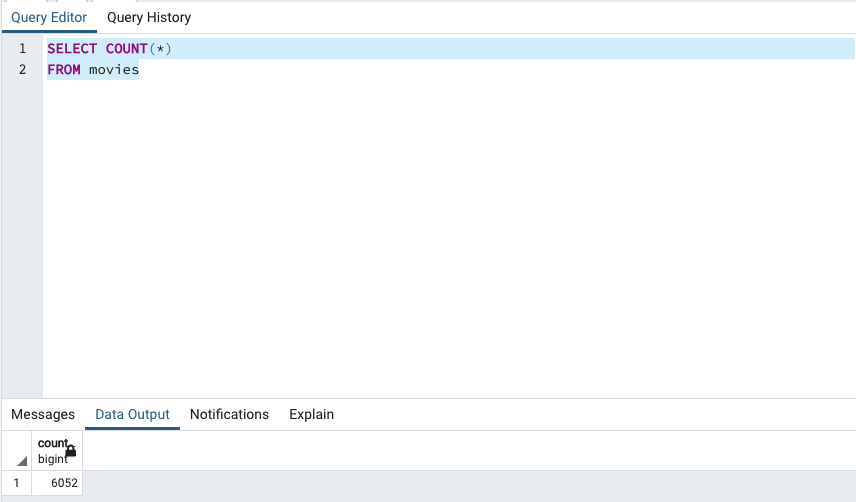 Query Editor Query History
1 SELECT COUNT(*)
2 FROM movies
Messages Data Output Notifications Explain
count
bigint
1 6052